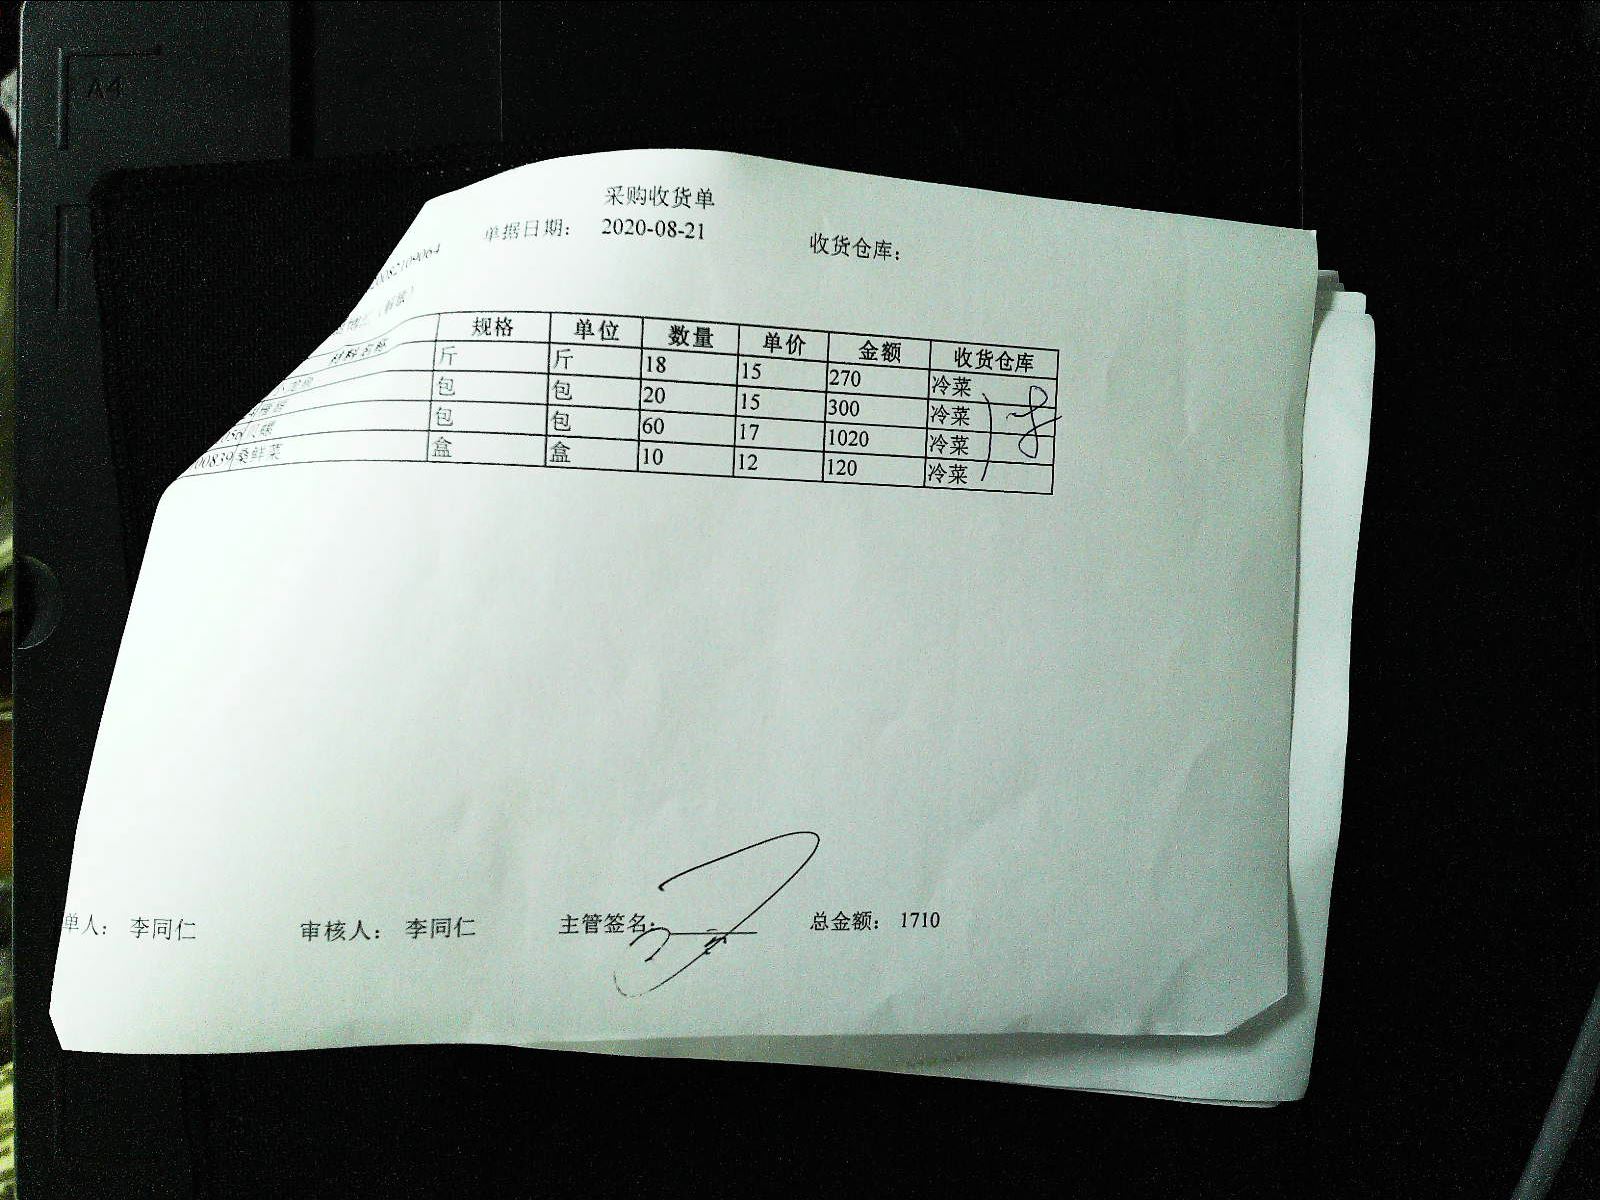 A4
采购收货单
单据日期： 2020-08-21 收货仓库：
规格 单位 数量 单价 金额 收货仓库
斤 斤 18 15 270 冷菜
包 包 20 15 300 冷菜
包 包 60 17 1020 冷菜
00839 桑鲜菜 盒 盒 10 12 120 冷菜
单人： 李同仁 审核人： 李同仁 主管签名： 总金额： 1710